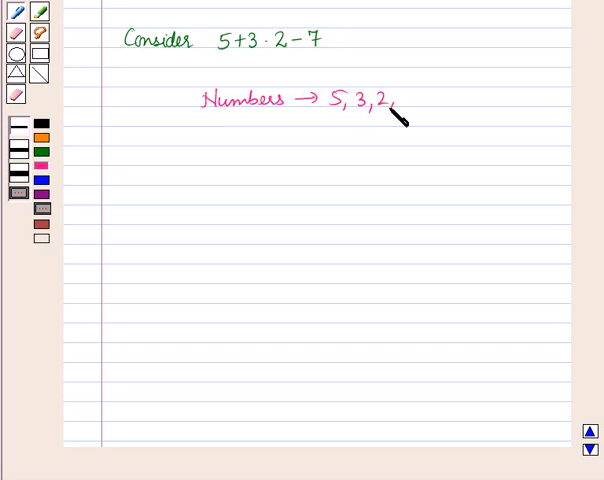 Consider 5+3·2-7
Numbers → 5, 3, 2,